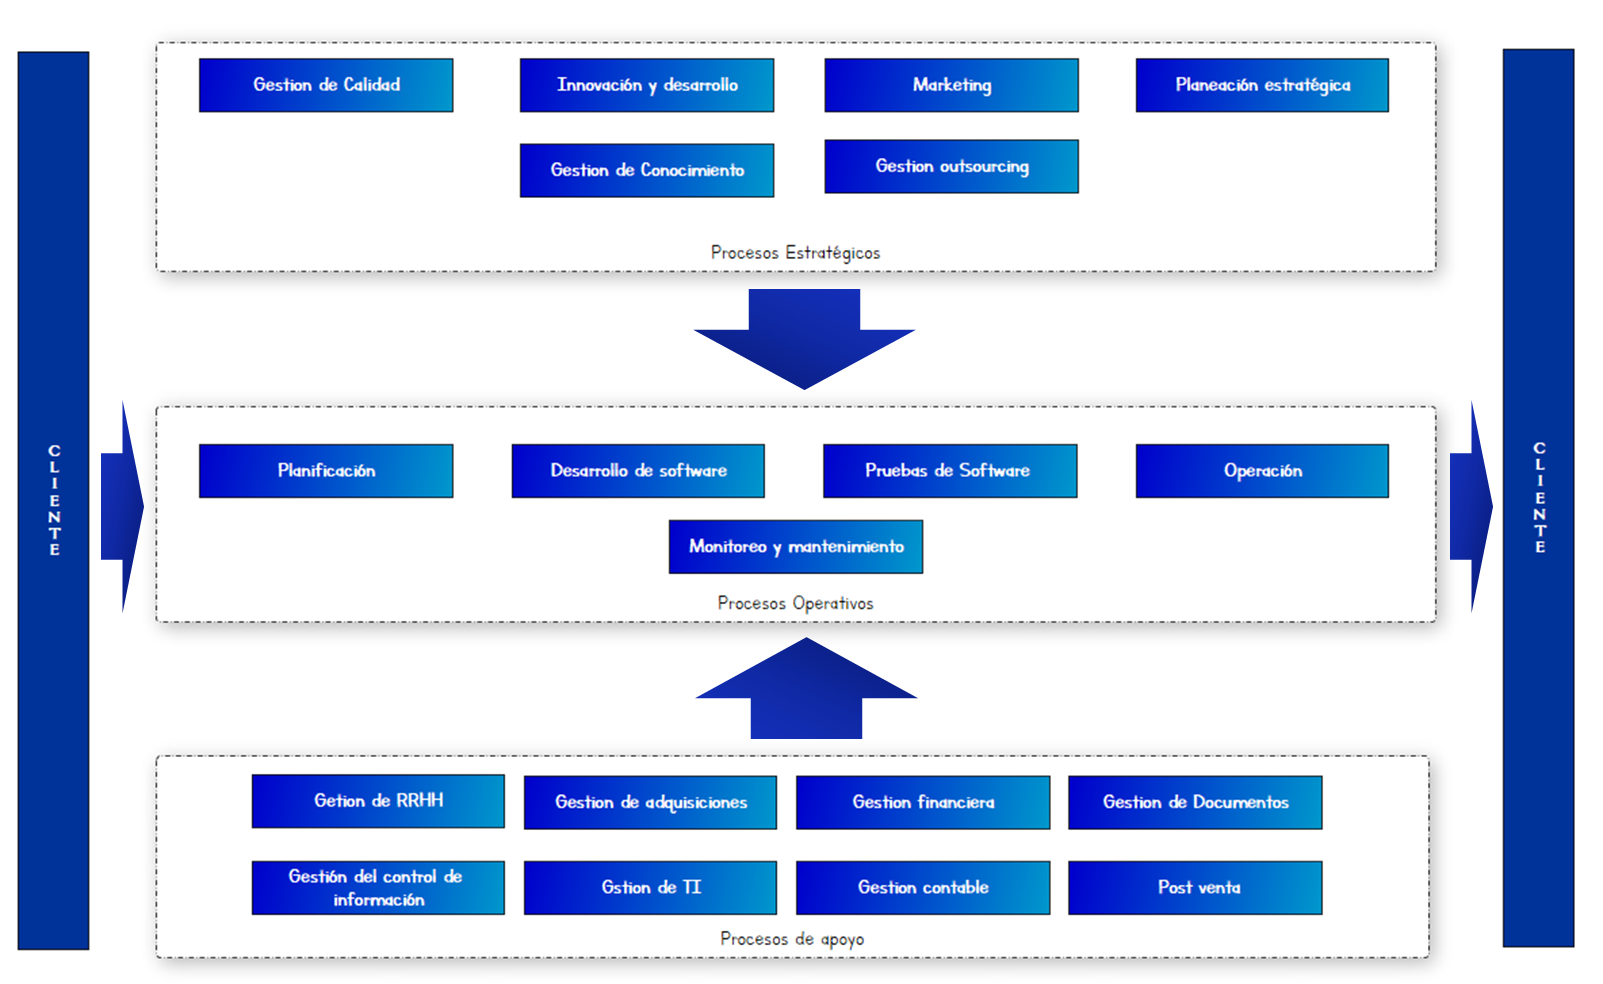 Gestion de Calidad
Innovación y desarrollo
Marketing
Planeación estratégica
Gestion de Conocimiento
Gestion outsourcing
Procesos Estratégicos
CLIENTE
Planificación
Desarrollo de software
Pruebas de Software
Operación
Monitoreo y mantenimiento
Procesos Operativos
CLIENTE
Getion de RRHH
Gestion de adquisiciones
Gestion financiera
Gestion de Documentos
Gestión del control de
información
Gstion de TI
Gestion contable
Post venta
Procesos de apoyo